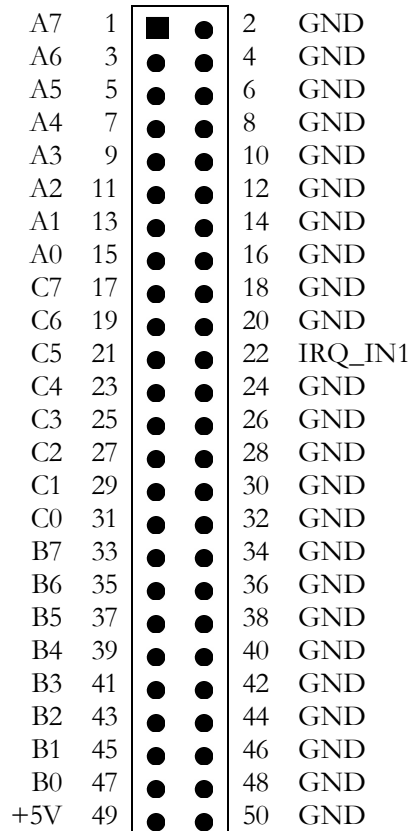 A7 1 2 GND
A6 3 4 GND
A5 5 6 GND
A4 7 8 GND
A3 9 10 GND
A2 11 12 GND
A1 13 14 GND
A0 15 16 GND
C7 17 18 GND
C6 19 20 GND
C5 21 22 IRQ_IN1
C4 23 24 GND
C3 25 26 GND
C2 27 28 GND
C1 29 30 GND
C0 31 32 GND
B7 33 34 GND
B6 35 36 GND
B5 37 38 GND
B4 39 40 GND
B3 41 42 GND
B2 43 44 GND
B1 45 46 GND
B0 47 48 GND
+5V 49 50 GND